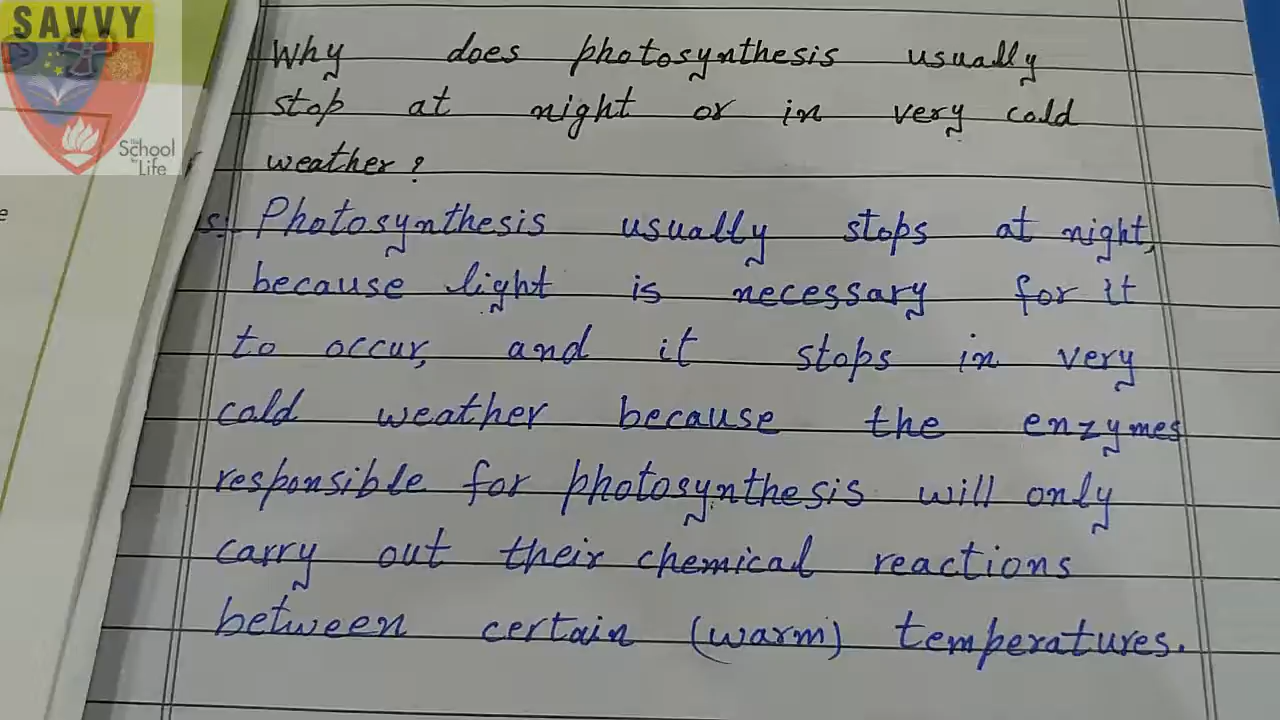 SAVVY
The School
for Life
Why does photosynthesis usually
stop at night or in very cold
weather?
s: Photosynthesis usually stops at night,
because light is necessary for it
to occur, and it stops in very
cold weather because the enzymes
responsible for photosynthesis will only
carry out their chemical reactions
between certain (warm) temperatures.